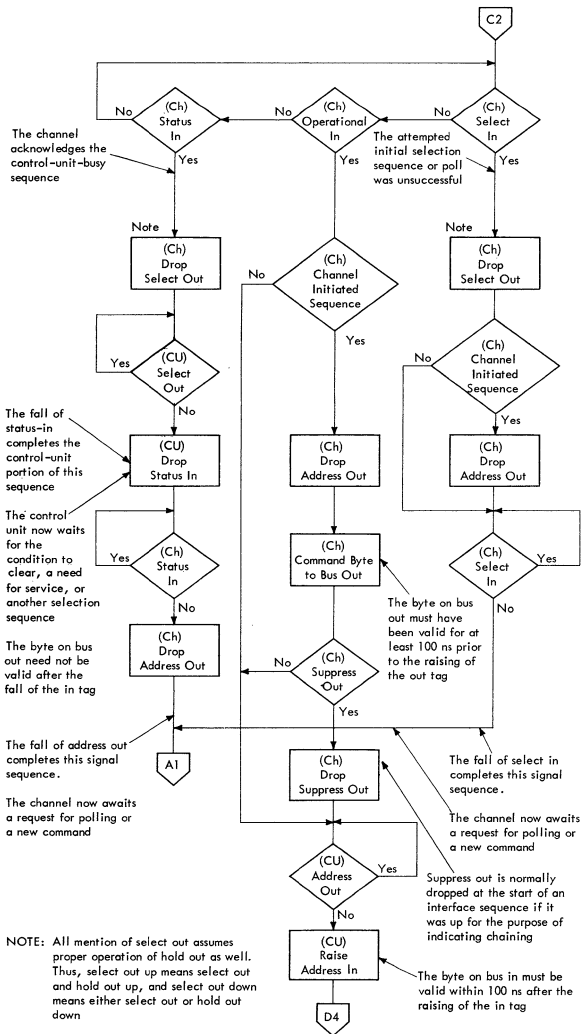 C2
No
(Ch)
Status
In
Yes
No
(Ch)
Operational
In
Yes
No
(Ch)
Select
In
Yes
The channel
acknowledges the
control-unit-busy
sequence
The attempted
initial selection
sequence or poll
was unsuccessful
Note
(Ch)
Drop
Select Out
No
(Ch)
Channel
Initiated
Sequence
Yes
Note
(Ch)
Drop
Select Out
Yes
(CU)
Select
Out
No
No
(Ch)
Channel
Initiated
Sequence
Yes
The fall of
status-in
completes the
control-unit
portion of this
sequence
(CU)
Drop
Status In
(Ch)
Drop
Address Out
(Ch)
Drop
Address Out
The control
unit now waits
for the
condition to
clear, a need
for service, or
another selection
sequence
Yes
(Ch)
Status
In
No
(Ch)
Command Byte
to Bus Out
(Ch)
Select
In
Yes
No
The byte on bus
out must have
been valid for at
least 100 ns prior
to the raising of
the out tag
The byte on bus
out need not be
valid after the
fall of the in tag
(Ch)
Drop
Address Out
No
(Ch)
Suppress
Out
Yes
The fall of address out
completes this signal
sequence.
A1
(Ch)
Drop
Suppress Out
The fall of select in
completes this signal
sequence.
The channel now awaits
a request for polling or
a new command
The channel now awaits
a request for polling
or a new command
(CU)
Address
Out
Yes
No
Suppress out is normally
dropped at the start of an
interface sequence if it
was up for the purpose of
indicating chaining
NOTE: All mention of select out assumes
proper operation of hold out as well.
Thus, select out up means select out
and hold out up, and select out down
means either select out or hold out
down
(CU)
Raise
Address In
The byte on bus in must be
valid within 100 ns after the
raising of the in tag
D4